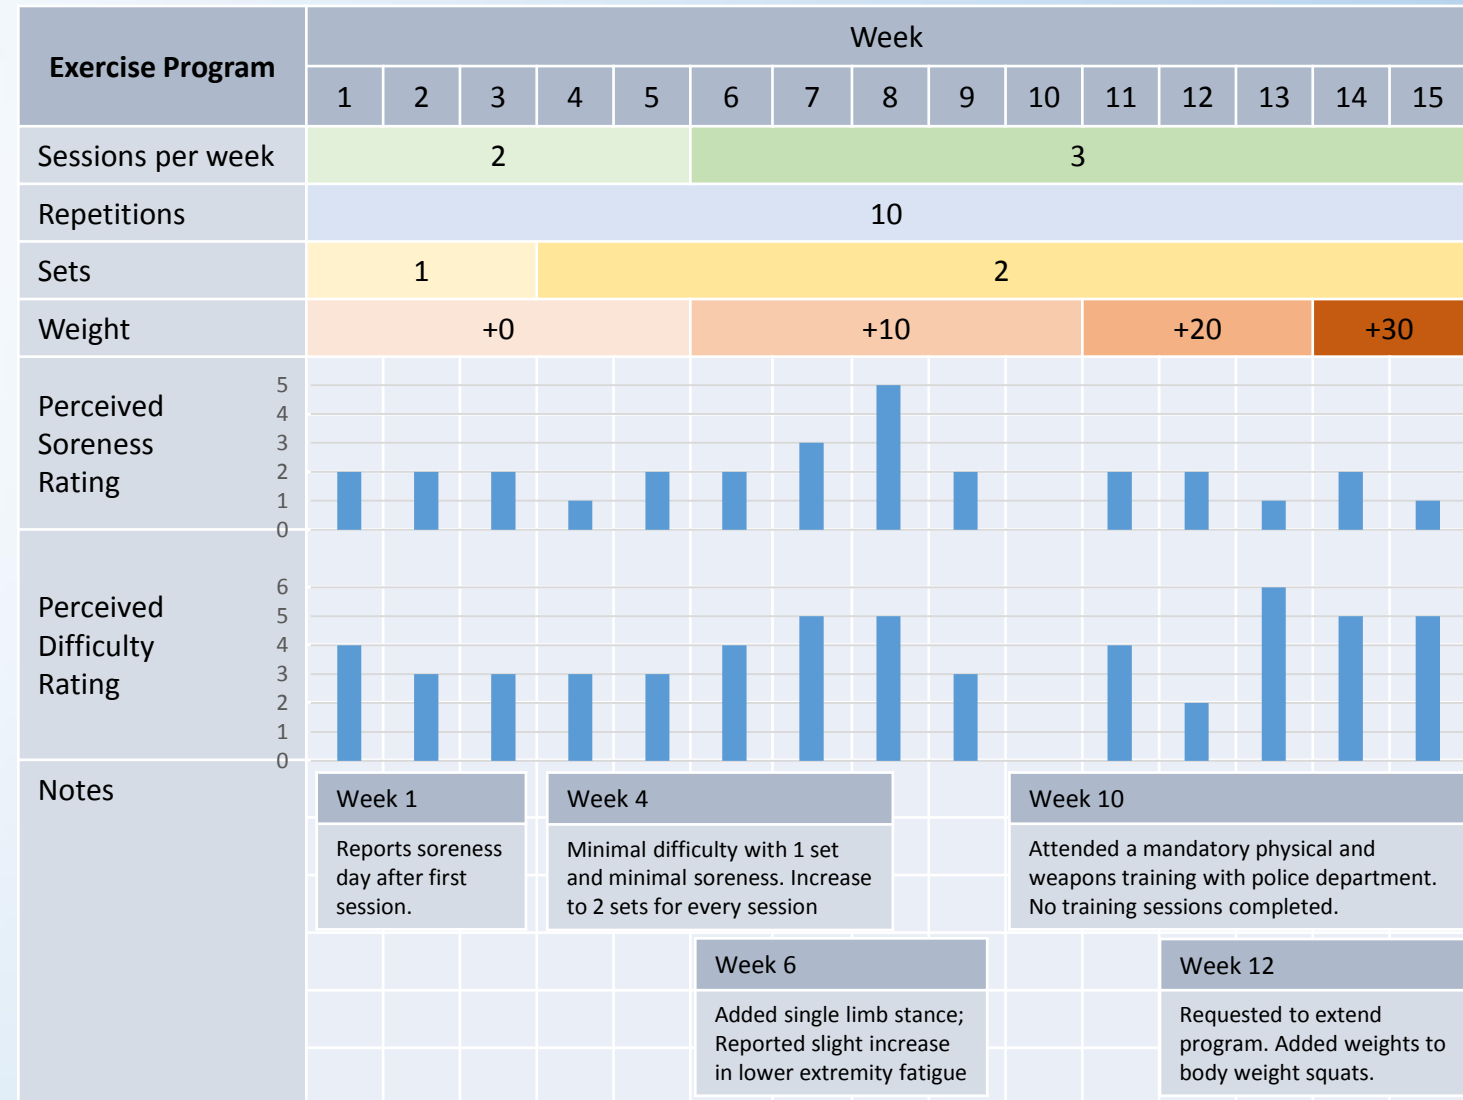 Exercise Program
Week
1 2 3 4 5 6 7 8 9 10 11 12 13 14 15
Sessions per week 2 3
Repetitions 10
Sets 1 2
Weight +0 +10 +20 +30
Perceived
Soreness
Rating
5
4
3
2
1
0
Perceived
Difficulty
Rating
6
5
4
3
2
1
0
Notes
Week 1
Reports soreness
day after first
session.
Week 4
Minimal difficulty with 1 set
and minimal soreness. Increase
to 2 sets for every session
Week 10
Attended a mandatory physical and
weapons training with police department.
No training sessions completed.
Week 6
Added single limb stance;
Reported slight increase
in lower extremity fatigue
Week 12
Requested to extend
program. Added weights to
body weight squats.